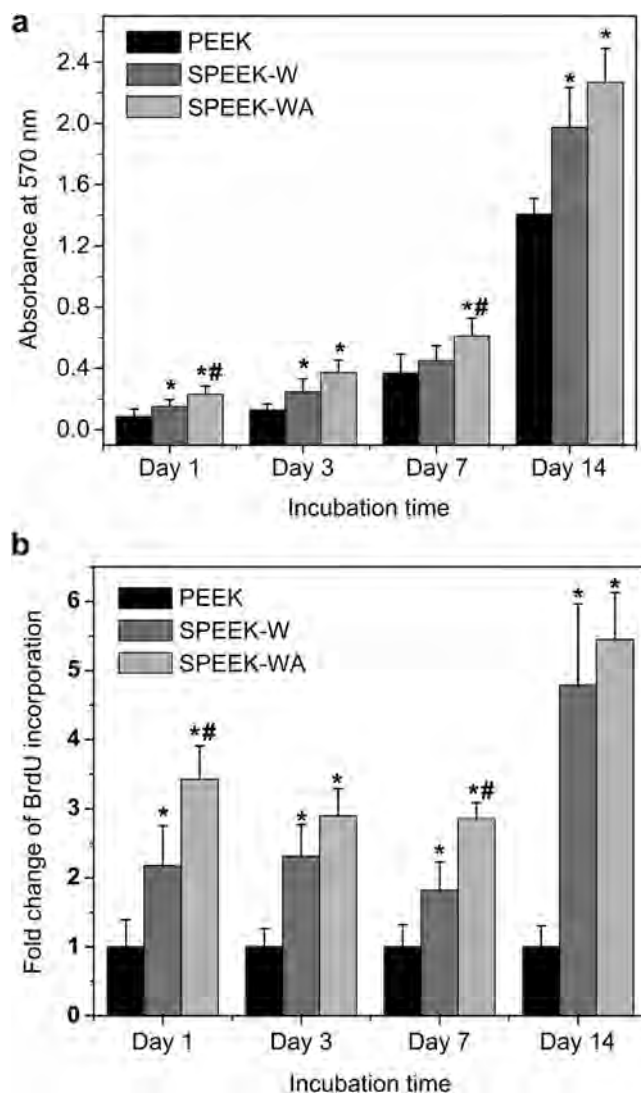 a
PEEK
SPEEK-W
SPEEK-WA
Absorbance at 570 nm
2.4
2.0
1.6
1.2
0.8
0.4
0.0
* *#
* *
*#
* *
Day 1 Day 3 Day 7 Day 14
Incubation time
b
PEEK
SPEEK-W
SPEEK-WA
Fold change of BrdU incorporation
6
5
4
3
2
1
0
* *#
* *
* *#
* *
Day 1 Day 3 Day 7 Day 14
Incubation time